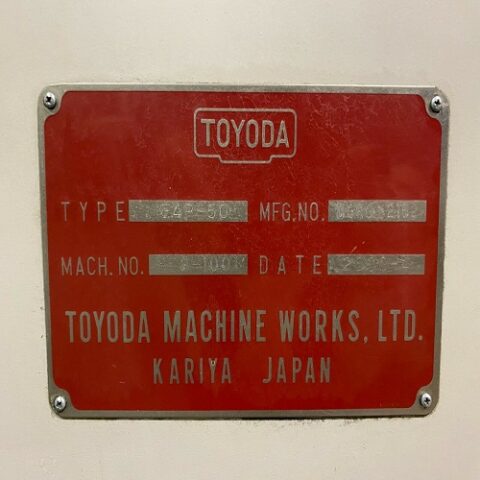 TOYODA
TYPE MFG.NO.
MACH.NO. DATE
TOYODA MACHINE WORKS, LTD.
KARIYA JAPAN